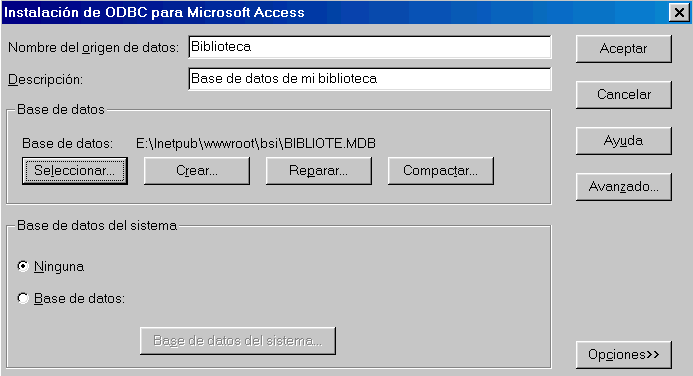 Instalación de ODBC para Microsoft Access
Nombre del origen de datos: Biblioteca
Aceptar
Descripción: Base de datos de mi biblioteca
Cancelar
Base de datos
Base de datos: E:\Inetpub\wwwroot\bsi\BIBLIOTE.MDB
Ayuda
Seleccionar... Crear... Reparar... Compactar...
Avanzado...
Base de datos del sistema
Ninguna
Base de datos:
Base de datos del sistema...
Opciones>>